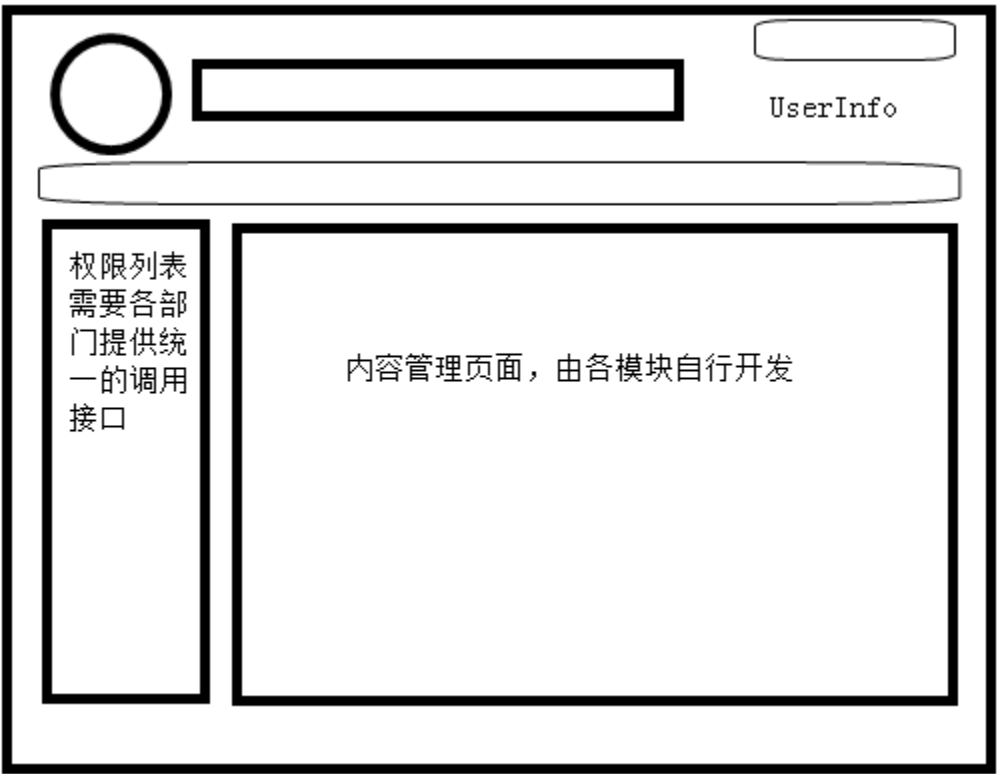 UserInfo
权限列表
需要各部
门提供统
一的调用
接口
内容管理页面，由各模块自行开发